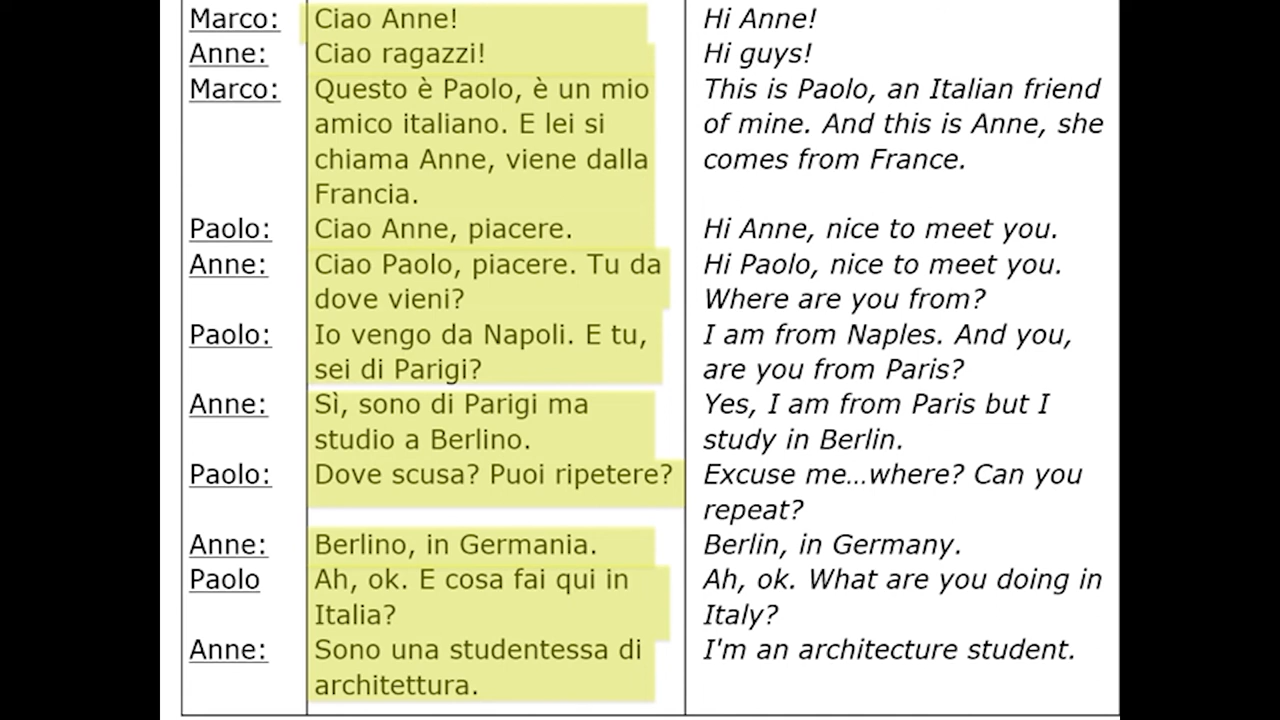 Marco: Ciao Anne! Hi Anne!
Anne: Ciao ragazzi! Hi guys!
Marco: Questo è Paolo, è un mio This is Paolo, an Italian friend
amico italiano. E lei si of mine. And this is Anne, she
chiama Anne, viene dalla comes from France.
Francia.
Paolo: Ciao Anne, piacere. Hi Anne, nice to meet you.
Anne: Ciao Paolo, piacere. Tu da Hi Paolo, nice to meet you.
dove vieni? Where are you from?
Paolo: Io vengo da Napoli. E tu, I am from Naples. And you,
sei di Parigi? are you from Paris?
Anne: Sì, sono di Parigi ma Yes, I am from Paris but I
studio a Berlino. study in Berlin.
Paolo: Dove scusa? Puoi ripetere? Excuse me...where? Can you
repeat?
Anne: Berlino, in Germania. Berlin, in Germany.
Paolo Ah, ok. E cosa fai qui in Ah, ok. What are you doing in
Italia? Italy?
Anne: Sono una studentessa di I'm an architecture student.
architettura.